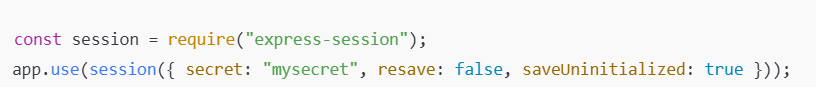 const session = require("express-session");
app.use(session({ secret: "mysecret", resave: false, saveUninitialized: true }));